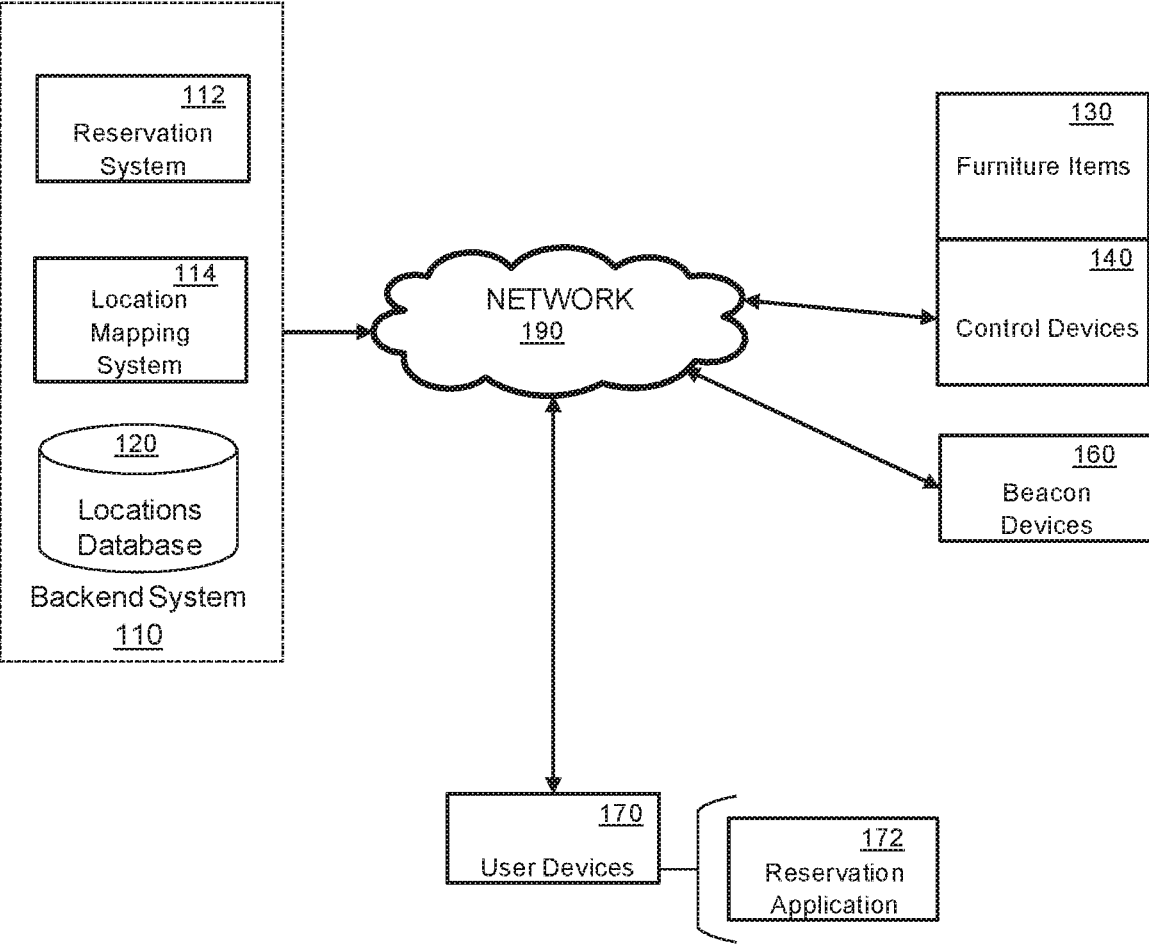 112
Reservation
System
114
Location
Mapping
System
120
Locations
Database
Backend System
110
NETWORK
190
130
Furniture Items
140
Control Devices
160
Beacon
Devices
170
User Devices
172
Reservation
Application